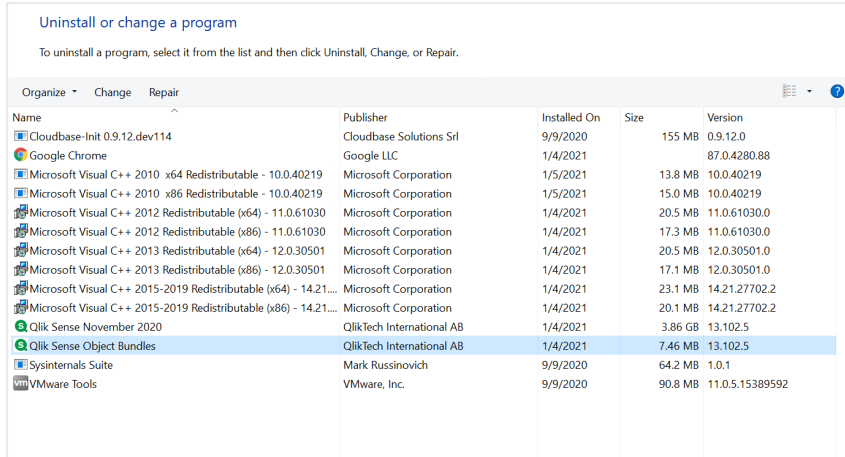 Uninstall or change a program
To uninstall a program, select it from the list and then click Uninstall, Change, or Repair.
Organize Change Repair ?
Name Publisher Installed On Size Version
Cloudbase-Init 0.9.12.dev114 Cloudbase Solutions Srl 9/9/2020 155 MB 0.9.12.0
Google Chrome Google LLC 1/4/2021 87.0.4280.88
Microsoft Visual C++ 2010 x64 Redistributable - 10.0.40219 Microsoft Corporation 1/5/2021 13.8 MB 10.0.40219
Microsoft Visual C++ 2010 x86 Redistributable - 10.0.40219 Microsoft Corporation 1/5/2021 15.0 MB 10.0.40219
Microsoft Visual C++ 2012 Redistributable (x64) - 11.0.61030 Microsoft Corporation 1/4/2021 20.5 MB 11.0.61030.0
Microsoft Visual C++ 2012 Redistributable (x86) - 11.0.61030 Microsoft Corporation 1/4/2021 17.3 MB 11.0.61030.0
Microsoft Visual C++ 2013 Redistributable (x64) - 12.0.30501 Microsoft Corporation 1/4/2021 20.5 MB 12.0.30501.0
Microsoft Visual C++ 2013 Redistributable (x86) - 12.0.30501 Microsoft Corporation 1/4/2021 17.1 MB 12.0.30501.0
Microsoft Visual C++ 2015-2019 Redistributable (x64) - 14.21.... Microsoft Corporation 1/4/2021 23.1 MB 14.21.27702.2
Microsoft Visual C++ 2015-2019 Redistributable (x86) - 14.21.... Microsoft Corporation 1/4/2021 20.1 MB 14.21.27702.2
Qlik Sense November 2020 QlikTech International AB 1/4/2021 3.86 GB 13.102.5
Qlik Sense Object Bundles QlikTech International AB 1/4/2021 7.46 MB 13.102.5
Sysinternals Suite Mark Russinovich 9/9/2020 64.2 MB 1.0.1
vm VMware Tools VMware, Inc. 9/9/2020 90.8 MB 11.0.5.15389592